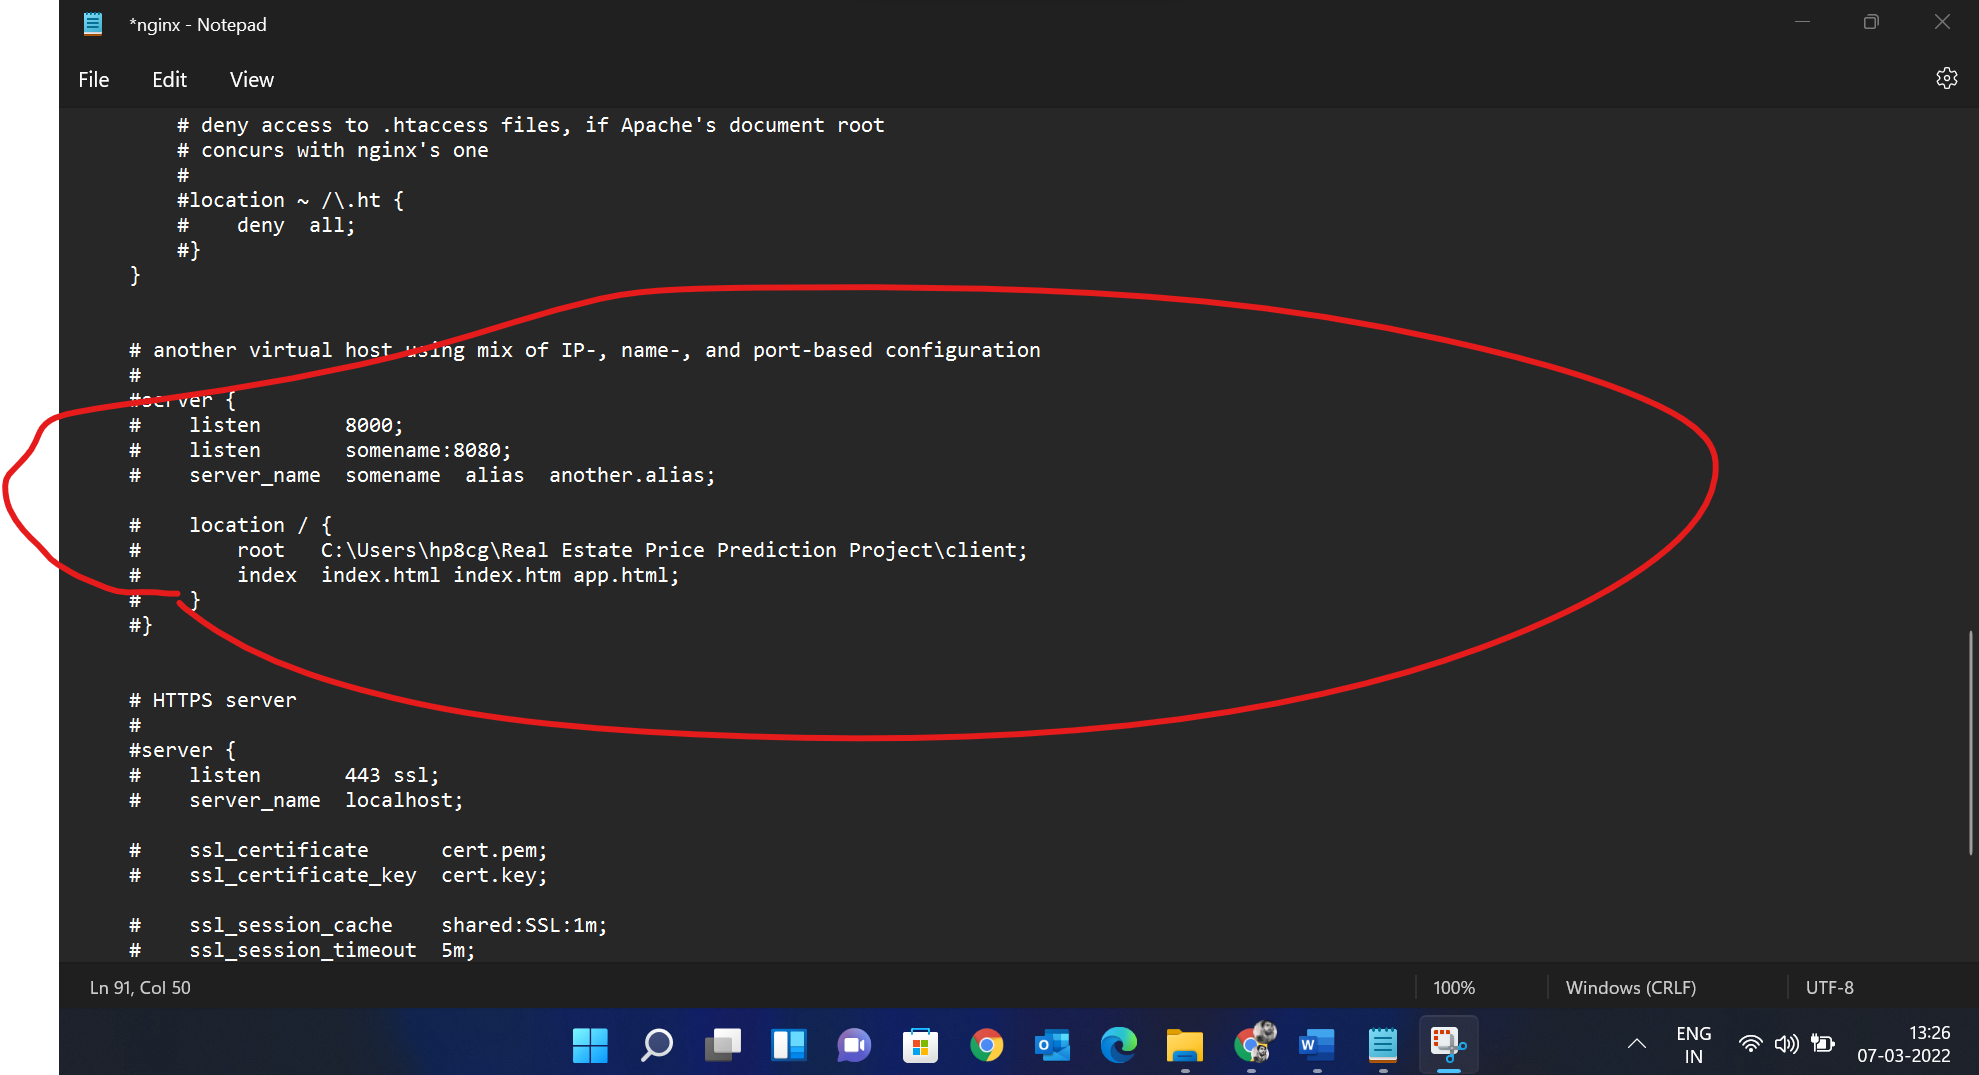 *nginx - Notepad
File Edit View
# deny access to .htaccess files, if Apache's document root
# concurs with nginx's one
#
#location ~ /\.ht {
#    deny  all;
#}
}
# another virtual host using mix of IP-, name-, and port-based configuration
#
#server {
#    listen       8000;
#    listen       somename:8080;
#    server_name  somename  alias  another.alias;
#    location / {
#        root   C:\Users\hp8cg\Real Estate Price Prediction Project\client;
#        index  index.html index.htm app.html;
#    }
#}
# HTTPS server
#
#server {
#    listen       443 ssl;
#    server_name  localhost;
#    ssl_certificate      cert.pem;
#    ssl_certificate_key  cert.key;
#    ssl_session_cache    shared:SSL:1m;
#    ssl_session_timeout  5m;
Ln 91, Col 50 100% Windows (CRLF) UTF-8
ENG 13:26
IN 07-03-2022